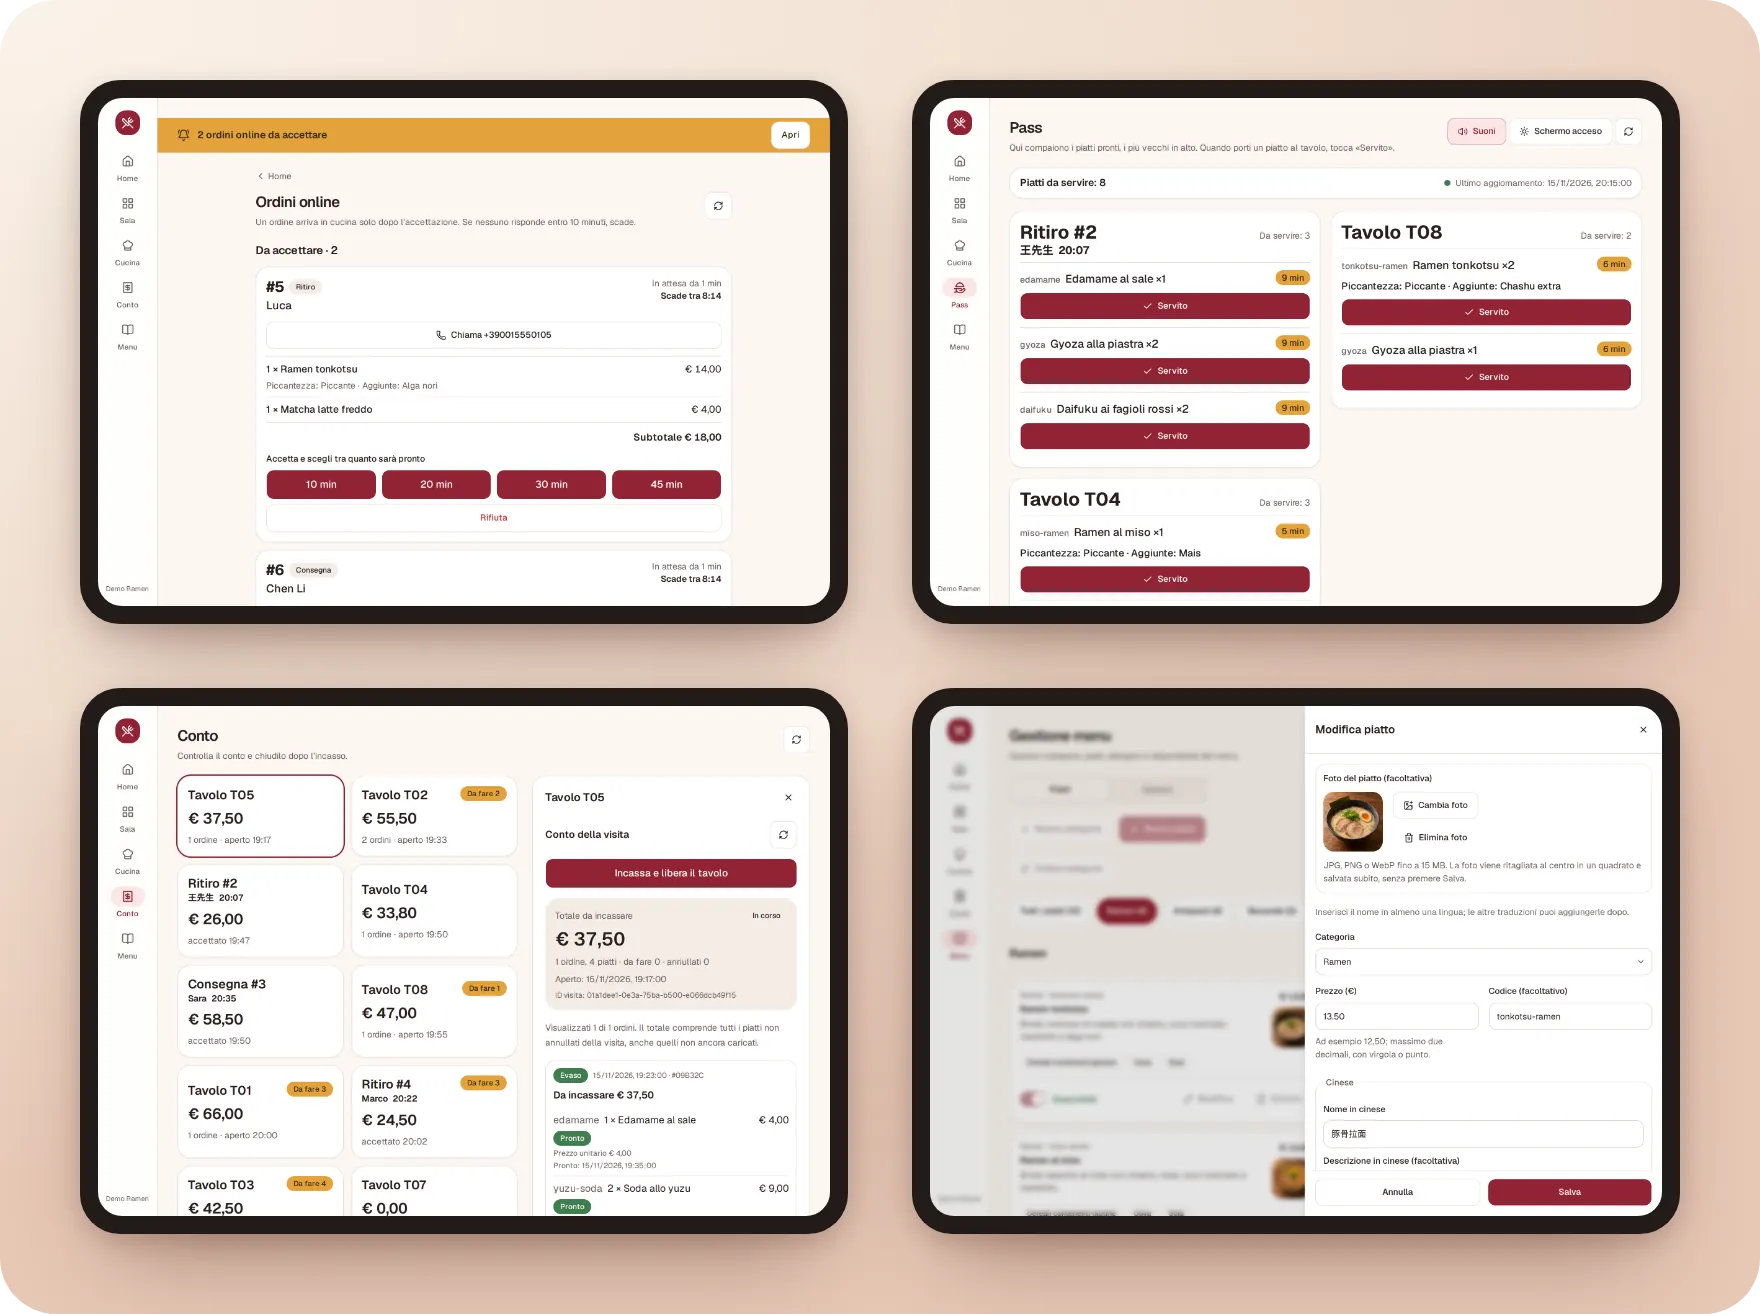 2 ordini online da accettare
Apri
Home
Sala
Cucina
Conto
Menu
Demo Ramen
Home
Ordini online
Un ordine arriva in cucina solo dopo l'accettazione. Se nessuno risponde entro 10 minuti, scade.
Da accettare · 2
#5 Ritiro
In attesa da 1 min
Scade tra 8:14
Luca
Chiama +390015550105
1 × Ramen tonkotsu € 14,00
Piccantezza: Piccante · Aggiunte: Alga nori
1 × Matcha latte freddo € 4,00
Subtotale € 18,00
Accetta e scegli tra quanto sarà pronto
10 min 20 min 30 min 45 min
Rifiuta
#6 Consegna
In attesa da 1 min
Scade tra 8:14
Chen Li
Home
Sala
Cucina
Pass
Menu
Demo Ramen
Pass
Suoni
Schermo acceso
Qui compaiono i piatti pronti, i più vecchi in alto. Quando porti un piatto al tavolo, tocca «Servito».
Piatti da servire: 8
Ultimo aggiornamento: 15/11/2026, 20:15:00
Ritiro #2
Da servire: 3
王先生 20:07
edamame Edamame al sale ×1 9 min
Servito
gyoza Gyoza alla piastra ×2 9 min
Servito
daifuku Daifuku ai fagioli rossi ×2 9 min
Servito
Tavolo T08
Da servire: 2
tonkotsu-ramen Ramen tonkotsu ×2 6 min
Piccantezza: Piccante · Aggiunte: Chashu extra
Servito
gyoza Gyoza alla piastra ×1 6 min
Servito
Tavolo T04
Da servire: 3
miso-ramen Ramen al miso ×1 5 min
Piccantezza: Piccante · Aggiunte: Mais
Servito
Home
Sala
Cucina
Conto
Menu
Demo Ramen
Conto
Controlla il conto e chiudilo dopo l'incasso.
Tavolo T05
€ 37,50
1 ordine · aperto 19:17
Tavolo T02 Da fare 2
€ 55,50
2 ordini · aperto 19:33
Ritiro #2
王先生 20:07
€ 26,00
accettato 19:47
Tavolo T04
€ 33,80
1 ordine · aperto 19:50
Consegna #3
Sara 20:35
€ 58,50
accettato 19:50
Tavolo T08 Da fare 1
€ 47,00
1 ordine · aperto 19:55
Tavolo T01 Da fare 3
€ 66,00
1 ordine · aperto 20:00
Ritiro #4 Da fare 3
Marco 20:22
€ 24,50
accettato 20:02
Tavolo T03 Da fare 4
€ 42,50
Tavolo T07
€ 0,00
Tavolo T05
Conto della visita
Incassa e libera il tavolo
Totale da incassare In corso
€ 37,50
1 ordine, 4 piatti · da fare 0 · annullati 0
Aperto: 15/11/2026, 19:17:00
ID visita: 01a1dee1-0e3a-75ba-b500-e066dcb49f15
Visualizzati 1 di 1 ordini. Il totale comprende tutti i piatti non
annullati della visita, anche quelli non ancora caricati.
Evaso 15/11/2026, 19:23:00 · #09B32C
Da incassare € 37,50
edamame 1 × Edamame al sale € 4,00
Pronto
Prezzo unitario € 4,00
Pronto: 15/11/2026, 19:35:00
yuzu-soda 2 × Soda allo yuzu € 9,00
Pronto
Gestione menu
Ramen
Modifica piatto
Foto del piatto (facoltativa)
Cambia foto
Elimina foto
JPG, PNG o WebP fino a 15 MB. La foto viene ritagliata al centro in un quadrato e
salvata subito, senza premere Salva.
Inserisci il nome in almeno una lingua; le altre traduzioni puoi aggiungerle dopo.
Categoria
Ramen
Prezzo (€)
Codice (facoltativo)
13.50
tonkotsu-ramen
Ad esempio 12,50; massimo due
decimali, con virgola o punto.
Cinese
Nome in cinese
豚骨拉面
Descrizione in cinese (facoltativa)
Annulla
Salva